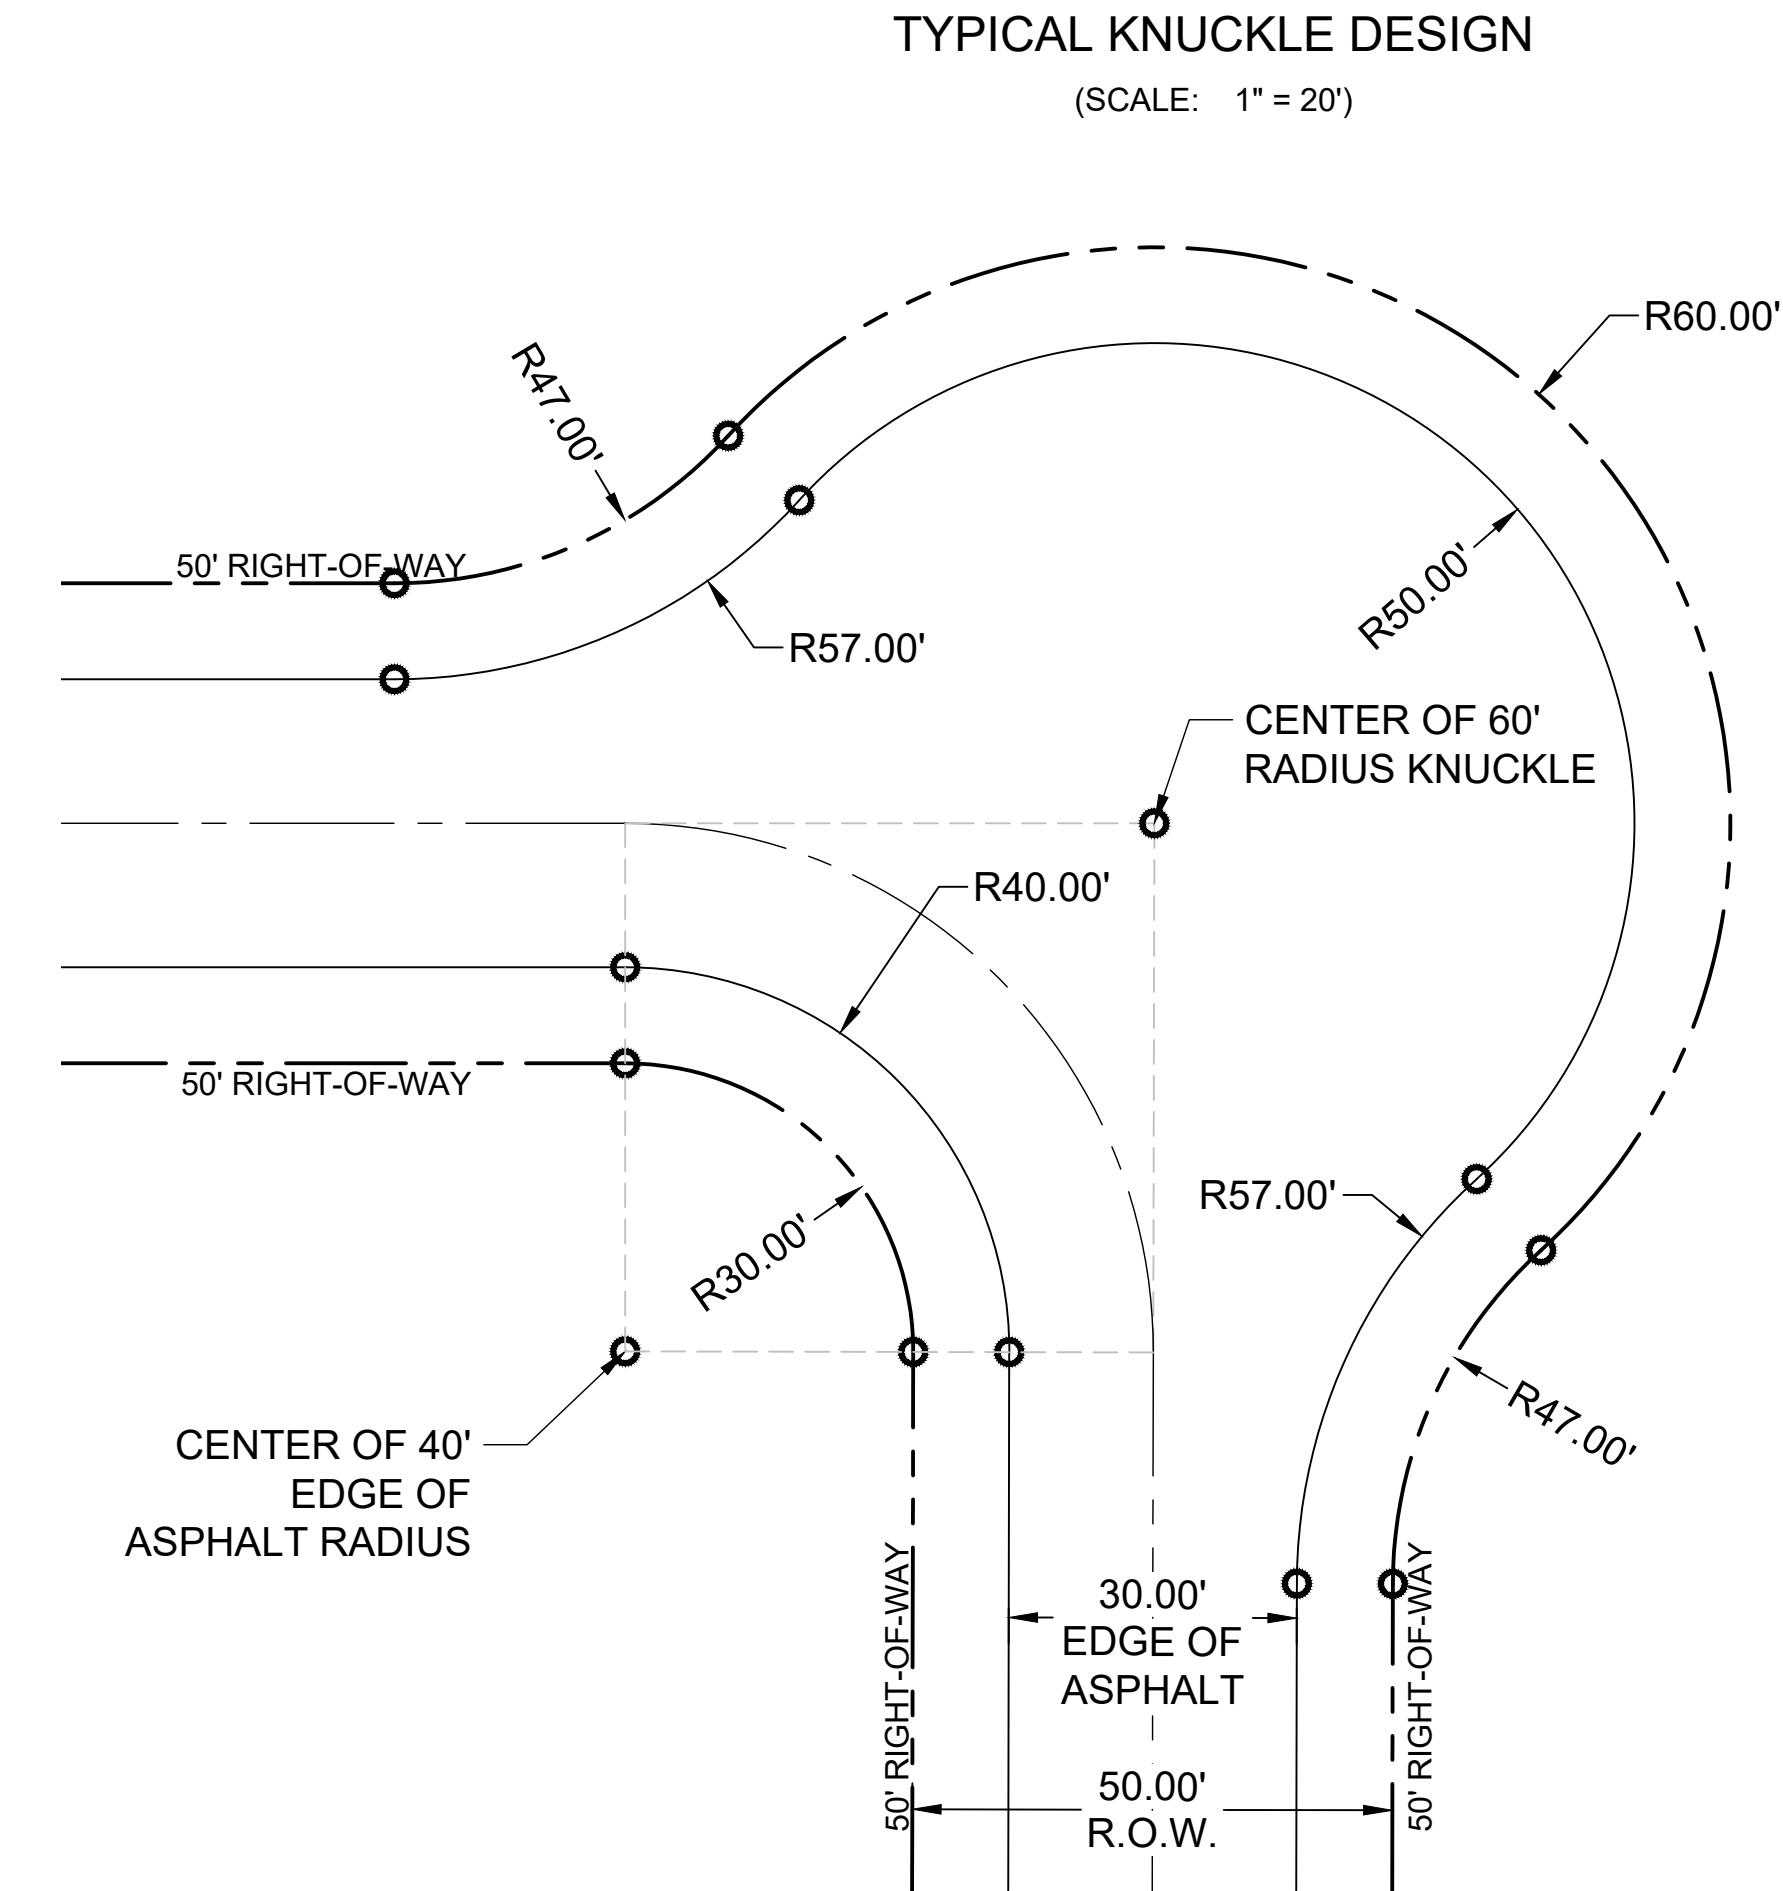 TYPICAL KNUCKLE DESIGN
(SCALE: 1" = 20')
R60.00'
R47.00'
50' RIGHT-OF-WAY
R57.00'
R50.00'
CENTER OF 60'
RADIUS KNUCKLE
R40.00'
50' RIGHT-OF-WAY
R57.00'
R30.00'
R47.00'
CENTER OF 40'
EDGE OF
ASPHALT RADIUS
50' RIGHT-OF-WAY
30.00'
EDGE OF
ASPHALT
50' RIGHT-OF-WAY
50.00'
R.O.W.